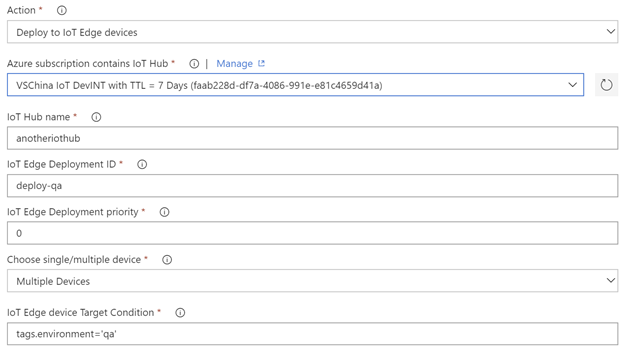 Action *
Deploy to IoT Edge devices
Azure subscription contains IoT Hub * | Manage
VSChina IoT DevINT with TTL = 7 Days (faab228d-df7a-4086-991e-e81c4659d41a)
IoT Hub name *
anotheriothub
IoT Edge Deployment ID *
deploy-qa
IoT Edge Deployment priority *
0
Choose single/multiple device *
Multiple Devices
IoT Edge device Target Condition *
tags.environment='qa'